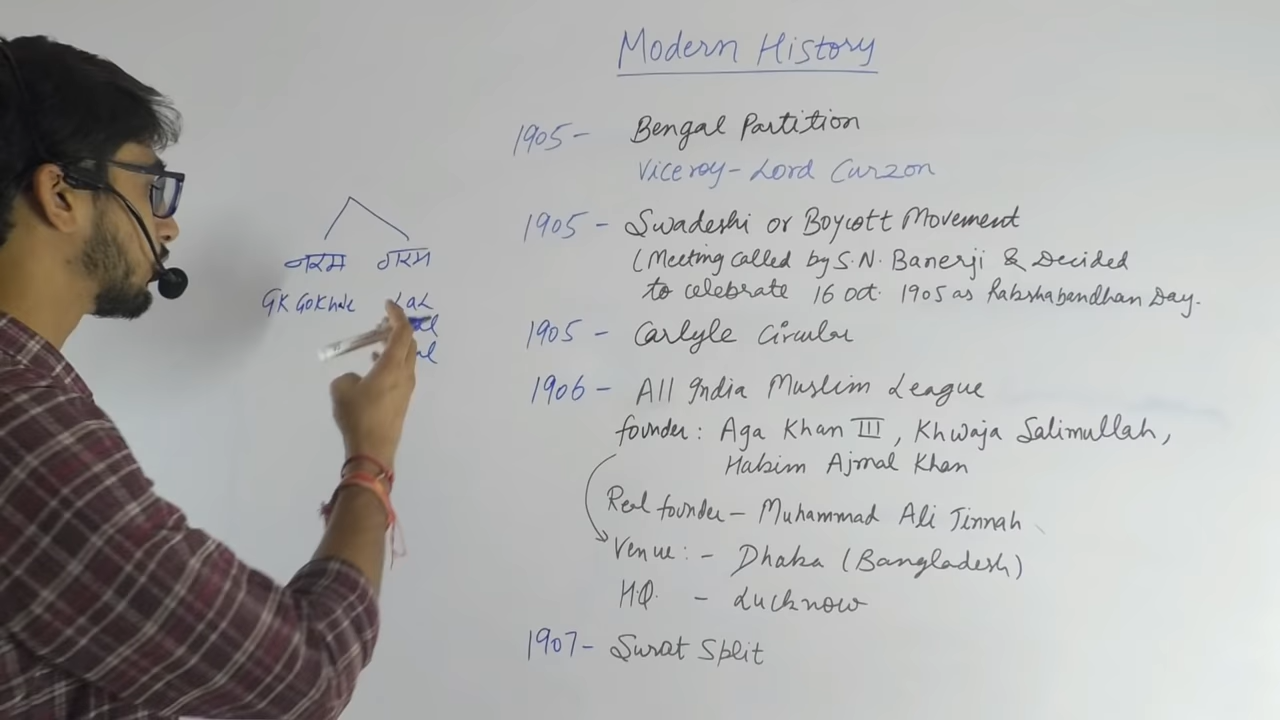 Modern History
1905 - Bengal Partition
Viceroy - Lord Curzon
1905 - Swadeshi or Boycott Movement
(Meeting called by S.N. Banerji & Decided
to celebrate 16 Oct. 1905 as Rakshabandhan Day.
1905 - Carlyle Circular
1906 - All India Muslim League
founder: Aga Khan III, Khwaja Salimullah,
Hakim Ajmal Khan
Real founder - Muhammad Ali Jinnah
Venue: - Dhaka (Bangladesh)
H.Q. - Lucknow
1907 - Surat Split
नरम गरम
GK Gokhale Lal